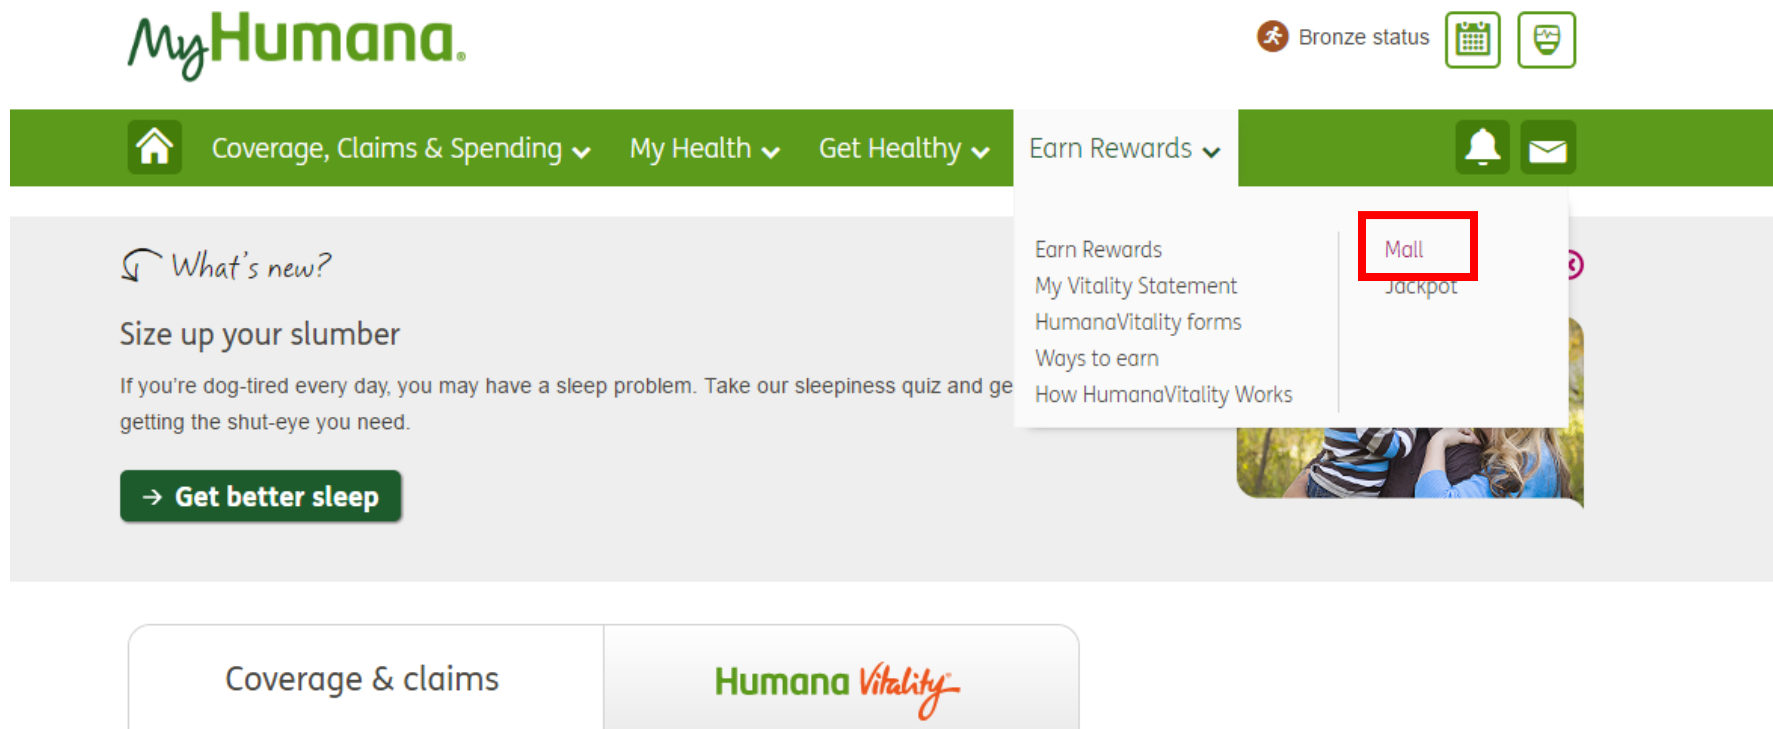 MyHumana.
Bronze status
Coverage, Claims & Spending
My Health
Get Healthy
Earn Rewards
Earn Rewards
My Vitality Statement
HumanaVitality forms
Ways to earn
How HumanaVitality Works
Mall
Jackpot
What's new?
Size up your slumber
If you're dog-tired every day, you may have a sleep problem. Take our sleepiness quiz and ge
getting the shut-eye you need.
→ Get better sleep
Coverage & claims
Humana Vitality